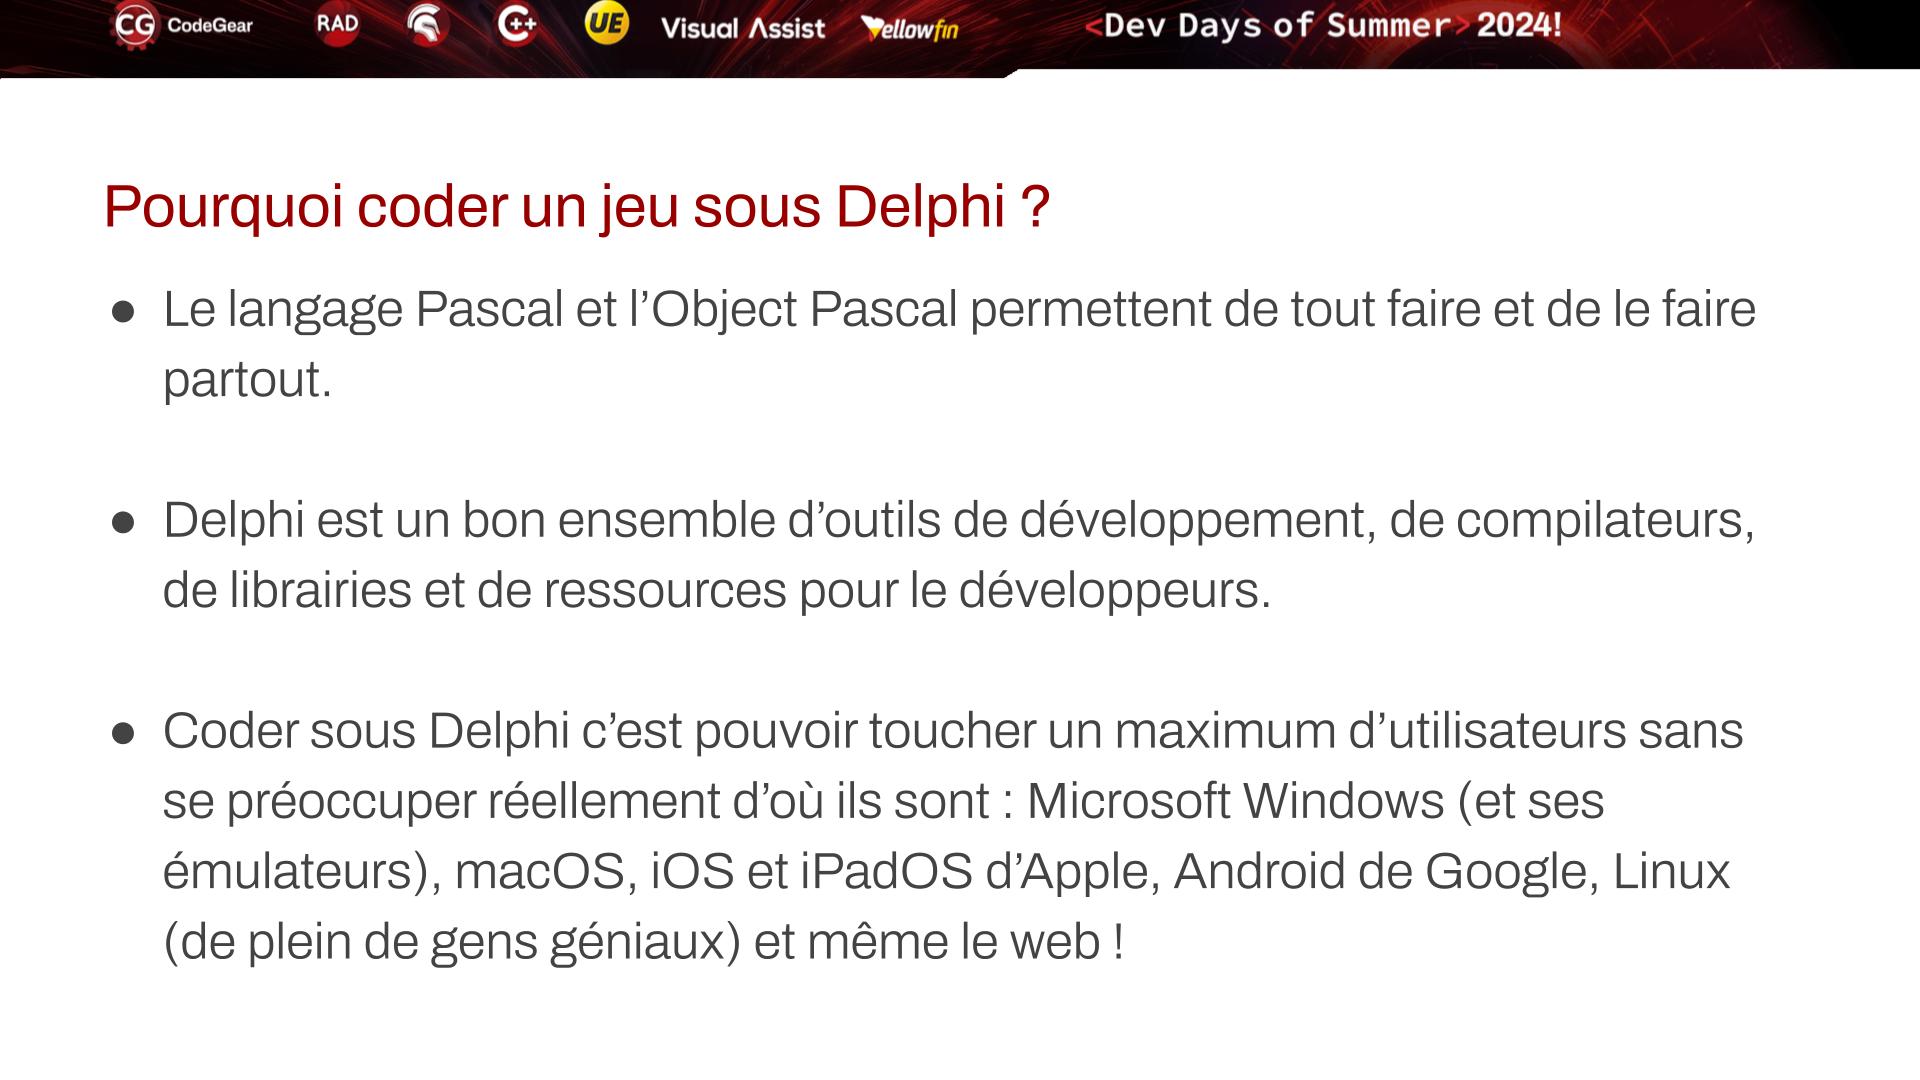 CG CodeGear RAD C++ UE Visual Assist Yellowfin <Dev Days of Summer> 2024!
Pourquoi coder un jeu sous Delphi ?
● Le langage Pascal et l’Object Pascal permettent de tout faire et de le faire
partout.
● Delphi est un bon ensemble d’outils de développement, de compilateurs,
de librairies et de ressources pour le développeurs.
● Coder sous Delphi c’est pouvoir toucher un maximum d’utilisateurs sans
se préoccuper réellement d’où ils sont : Microsoft Windows (et ses
émulateurs), macOS, iOS et iPadOS d’Apple, Android de Google, Linux
(de plein de gens géniaux) et même le web !